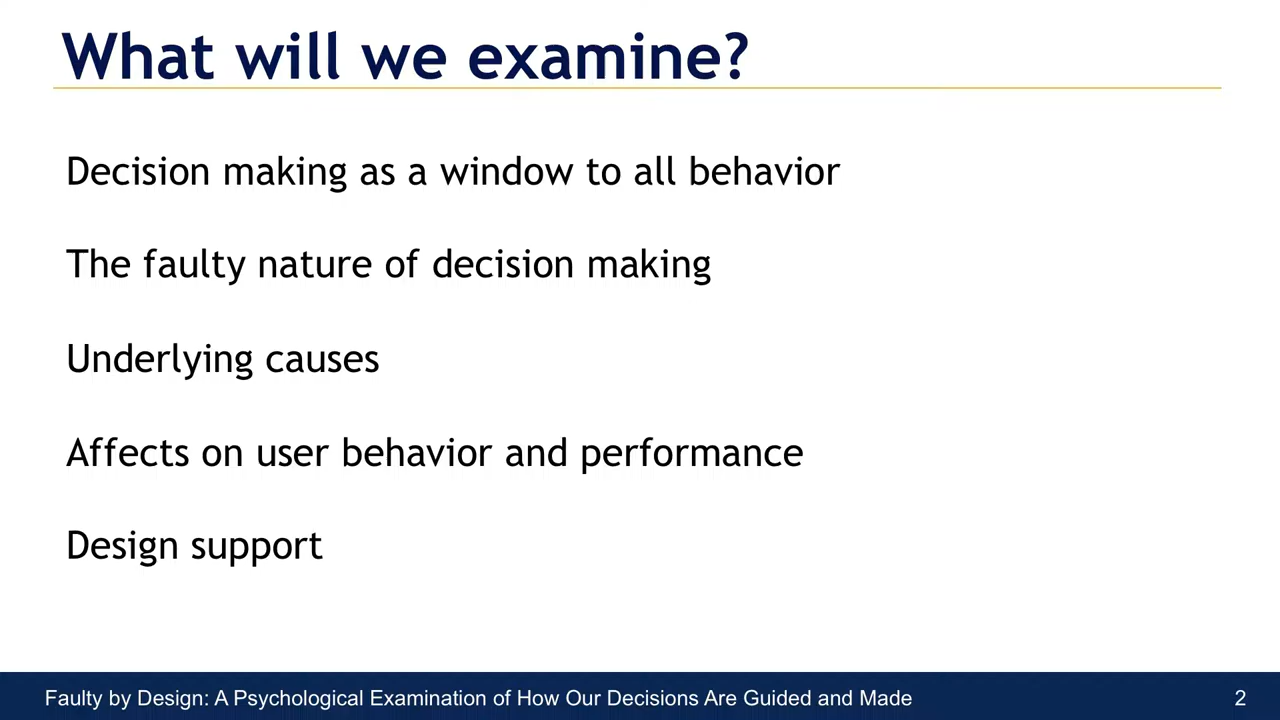 What will we examine?
Decision making as a window to all behavior
The faulty nature of decision making
Underlying causes
Affects on user behavior and performance
Design support
Faulty by Design: A Psychological Examination of How Our Decisions Are Guided and Made
2